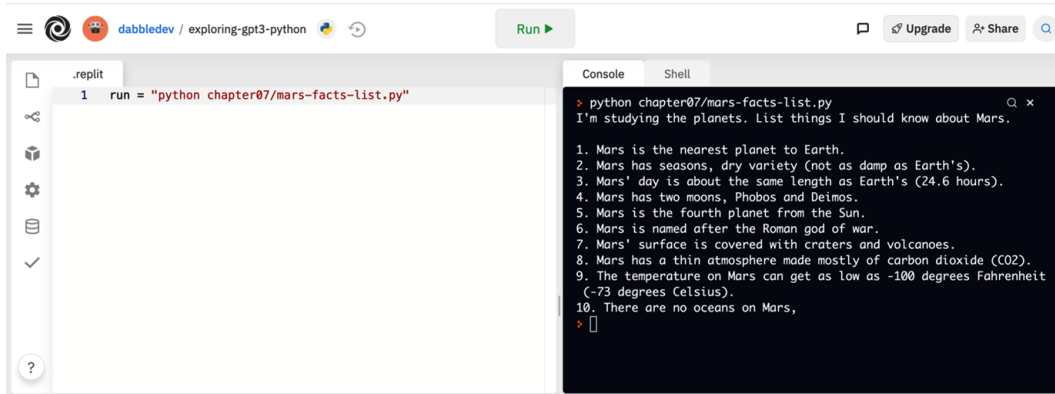 dabbledev / exploring-gpt3-python
Run
Upgrade
Share
.replit
1 run = "python chapter07/mars-facts-list.py"
?
Console Shell
> python chapter07/mars-facts-list.py
I'm studying the planets. List things I should know about Mars.
1. Mars is the nearest planet to Earth.
2. Mars has seasons, dry variety (not as damp as Earth's).
3. Mars' day is about the same length as Earth's (24.6 hours).
4. Mars has two moons, Phobos and Deimos.
5. Mars is the fourth planet from the Sun.
6. Mars is named after the Roman god of war.
7. Mars' surface is covered with craters and volcanoes.
8. Mars has a thin atmosphere made mostly of carbon dioxide (CO2).
9. The temperature on Mars can get as low as -100 degrees Fahrenheit
(-73 degrees Celsius).
10. There are no oceans on Mars,
>